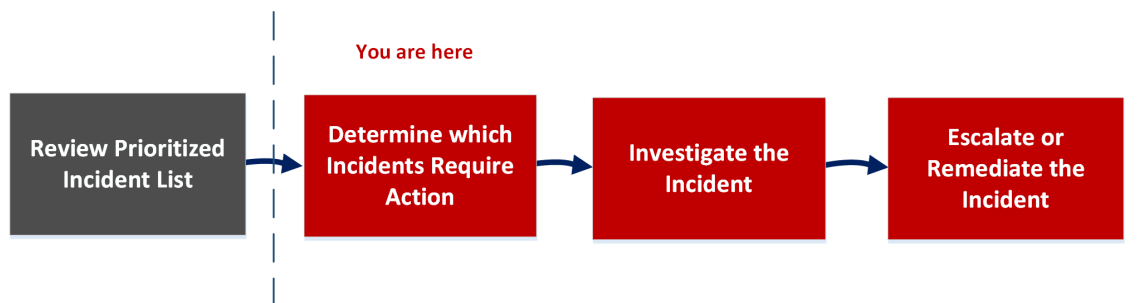 You are here
Review Prioritized
Incident List
Determine which
Incidents Require
Action
Investigate the
Incident
Escalate or
Remediate the
Incident